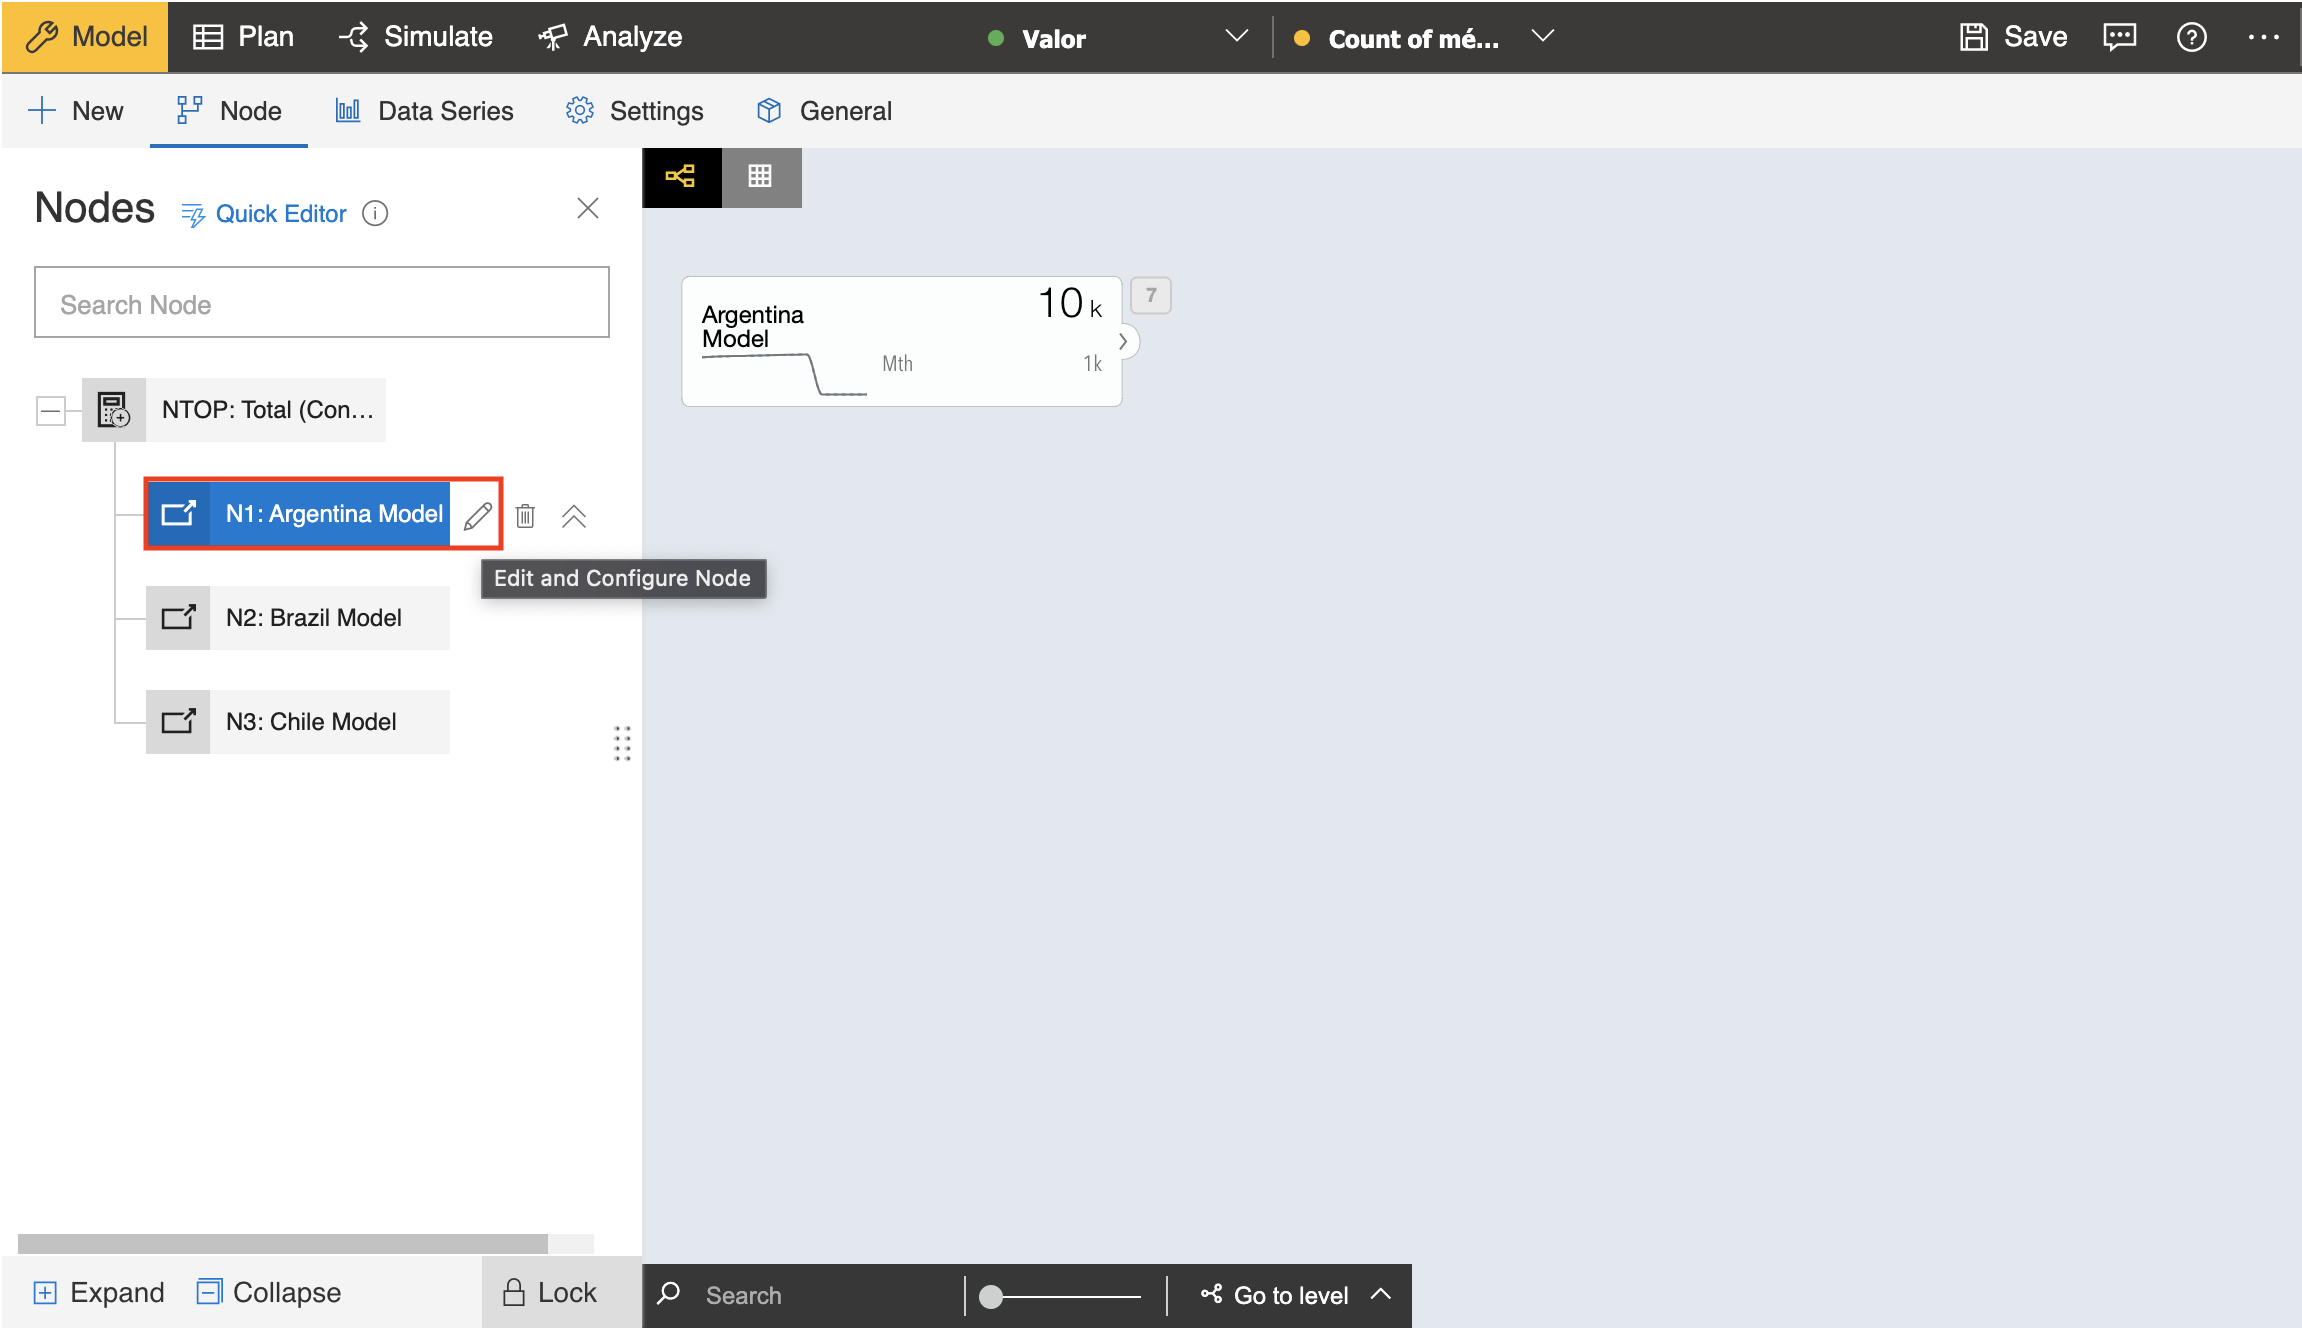 Model Plan Simulate Analyze Valor Count of mé... Save
New Node Data Series Settings General
Nodes Quick Editor
Search Node
NTOP: Total (Con...
N1: Argentina Model
Edit and Configure Node
N2: Brazil Model
N3: Chile Model
Argentina
Model
10 k
7
Mth 1k
Expand Collapse Lock
Search Go to level